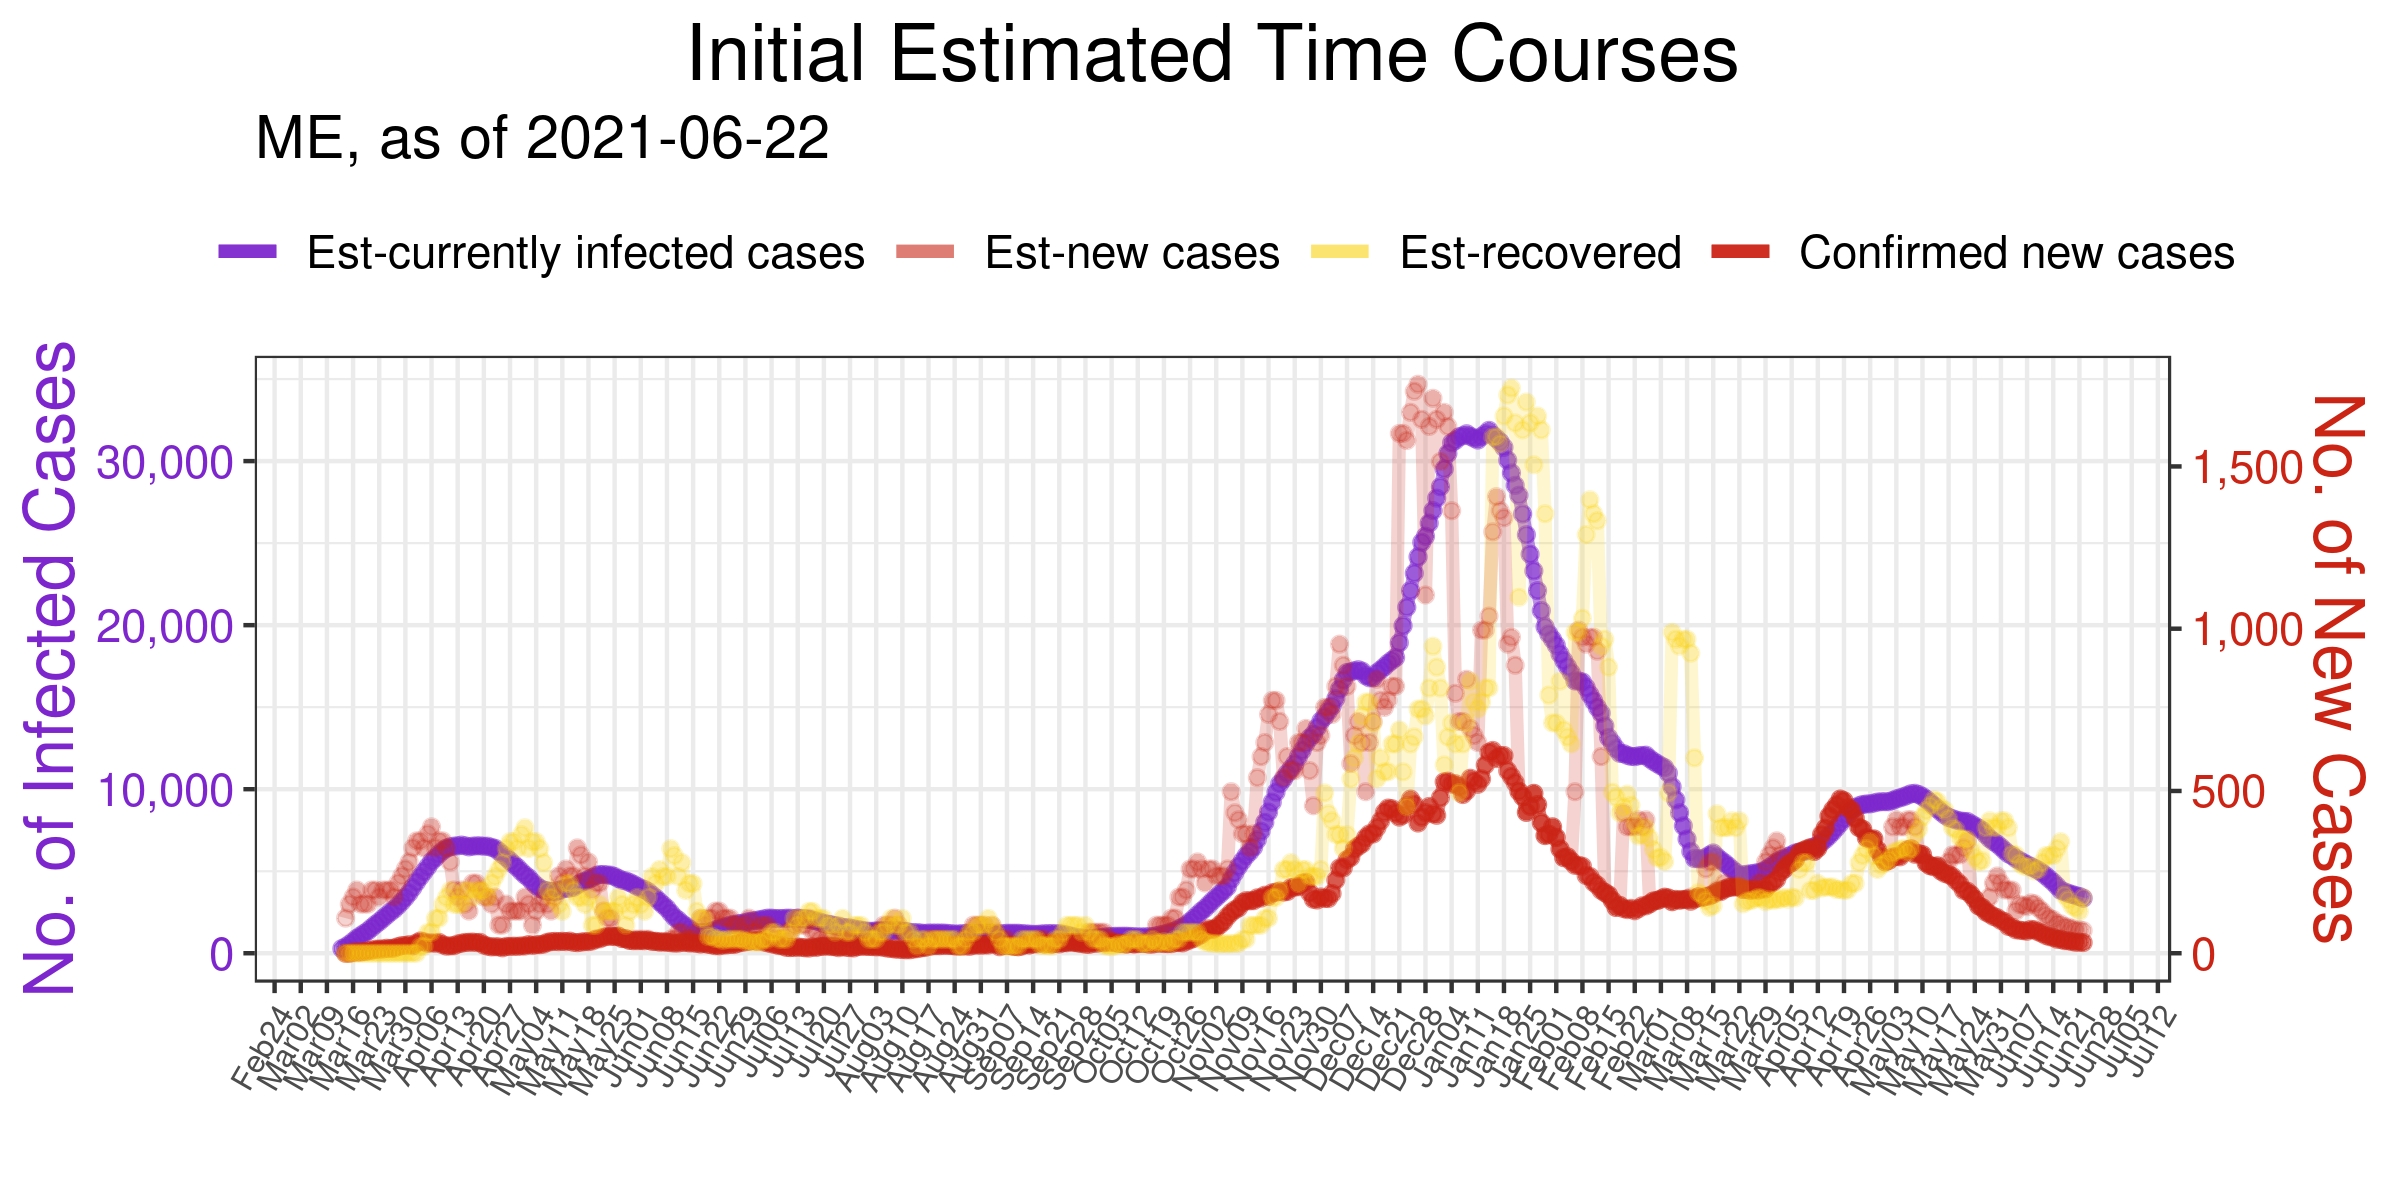 Initial Estimated Time Courses
ME, as of 2021-06-22
Est-currently infected cases
Est-new cases
Est-recovered
Confirmed new cases
No. of Infected Cases
30,000
20,000
10,000
0
1,500
1,000
500
0
No. of New Cases
Feb24
Mar02
Mar09
Mar16
Mar23
Mar30
Apr06
Apr13
Apr20
Apr27
May04
May11
May18
May25
Jun01
Jun08
Jun15
Jun22
Jun29
Jul06
Jul13
Jul20
Jul27
Aug03
Aug10
Aug17
Aug24
Aug31
Sep07
Sep14
Sep21
Sep28
Oct05
Oct12
Oct19
Oct26
Nov02
Nov09
Nov16
Nov23
Nov30
Dec07
Dec14
Dec21
Dec28
Jan04
Jan11
Jan18
Jan25
Feb01
Feb08
Feb15
Feb22
Mar01
Mar08
Mar15
Mar22
Mar29
Apr05
Apr12
Apr19
Apr26
May03
May10
May17
May24
May31
Jun07
Jun14
Jun21
Jun28
Jul05
Jul12